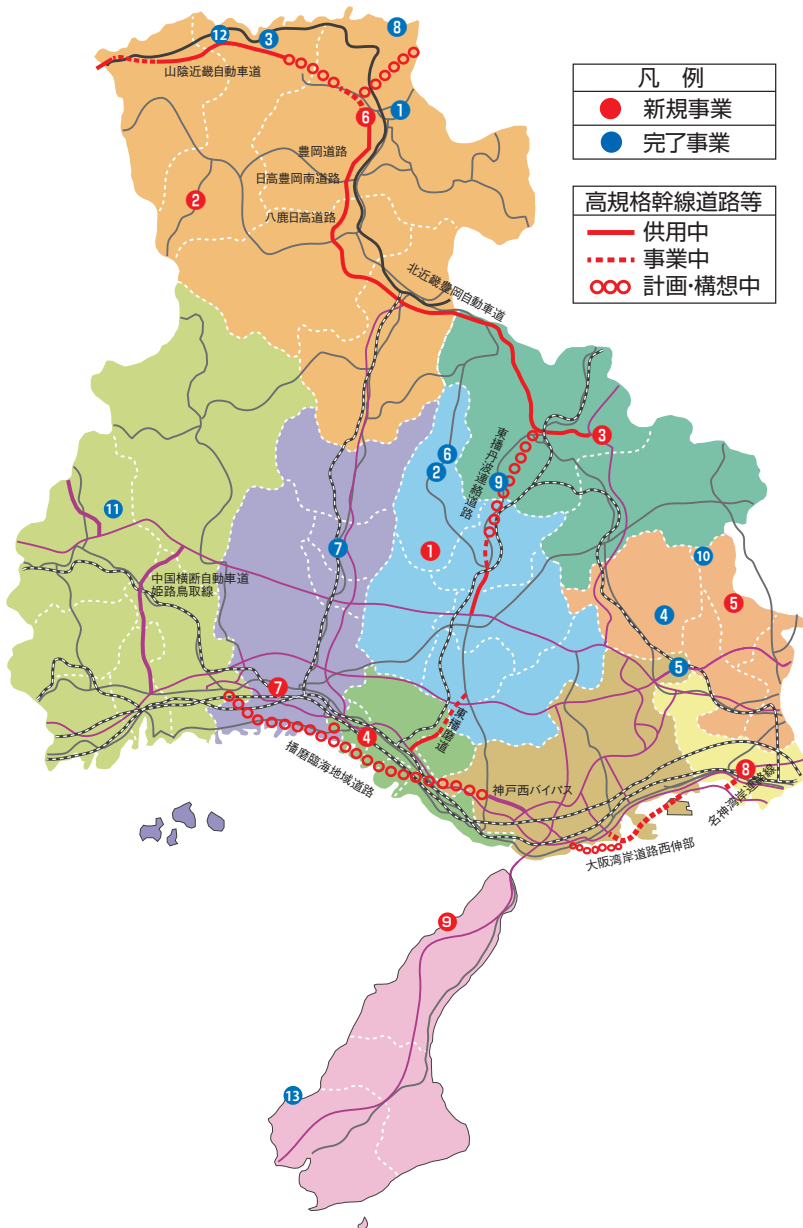 ⑫
③
⑧
山陰近畿自動車道
①
⑥
豊岡道路
日高豊岡南道路
②
八鹿日高道路
北近畿豊岡自動車道
凡 例
新規事業
完了事業
高規格幹線道路等
供用中
事業中
計画・構想中
③
東播丹波連絡道路
⑥
②
⑨
⑪
⑦
①
⑩
中国横断自動車道
姫路鳥取線
⑤
④
⑤
⑦
④
東播磨道
播磨臨海地域道路
神戸西バイパス
⑧
名神湾岸連絡線
大阪湾岸道路西伸部
⑨
⑬